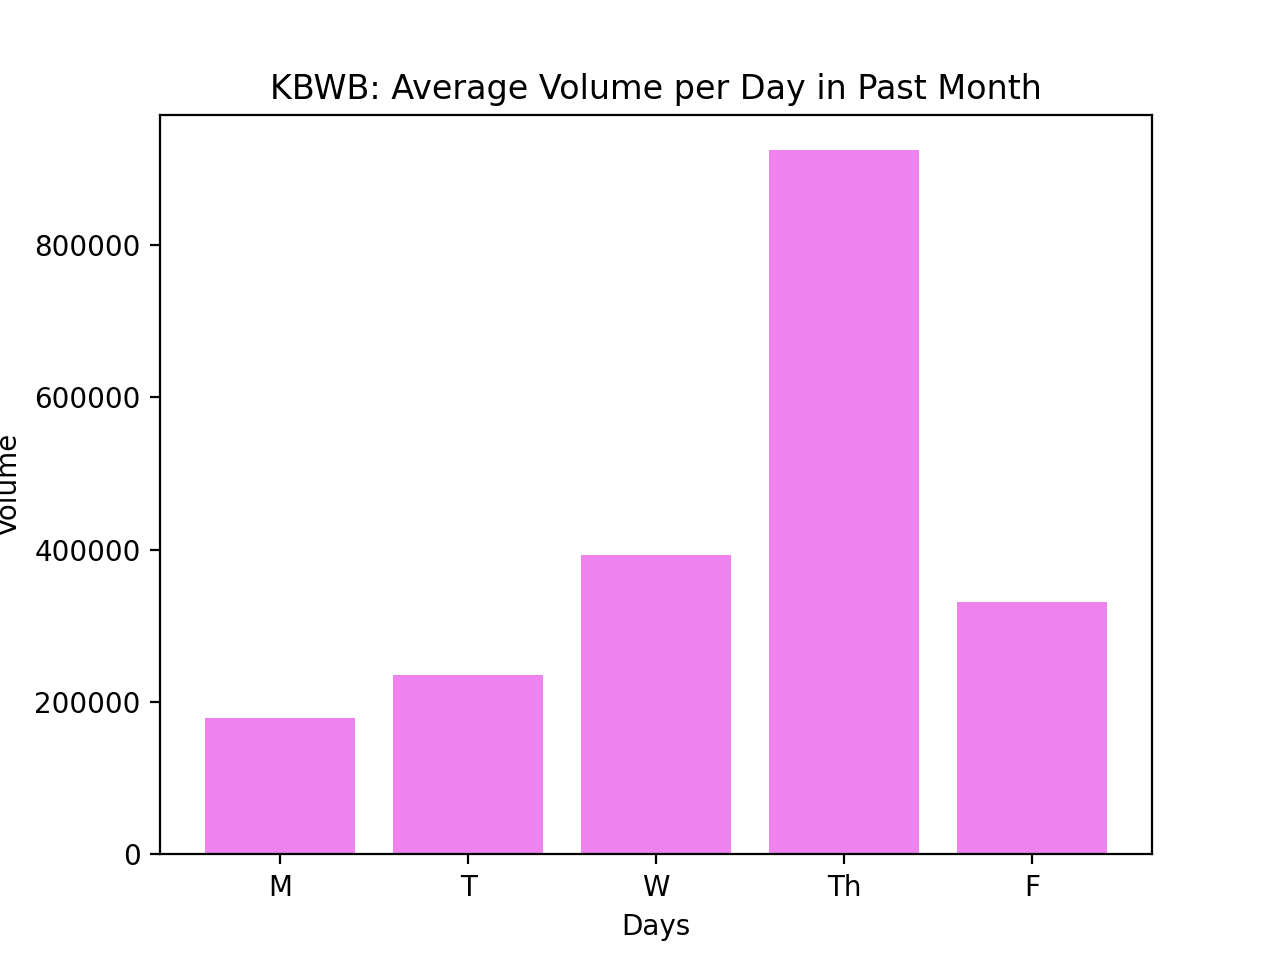 KBWB: Average Volume per Day in Past Month
Volume
800000
600000
400000
200000
0
M T W Th F
Days